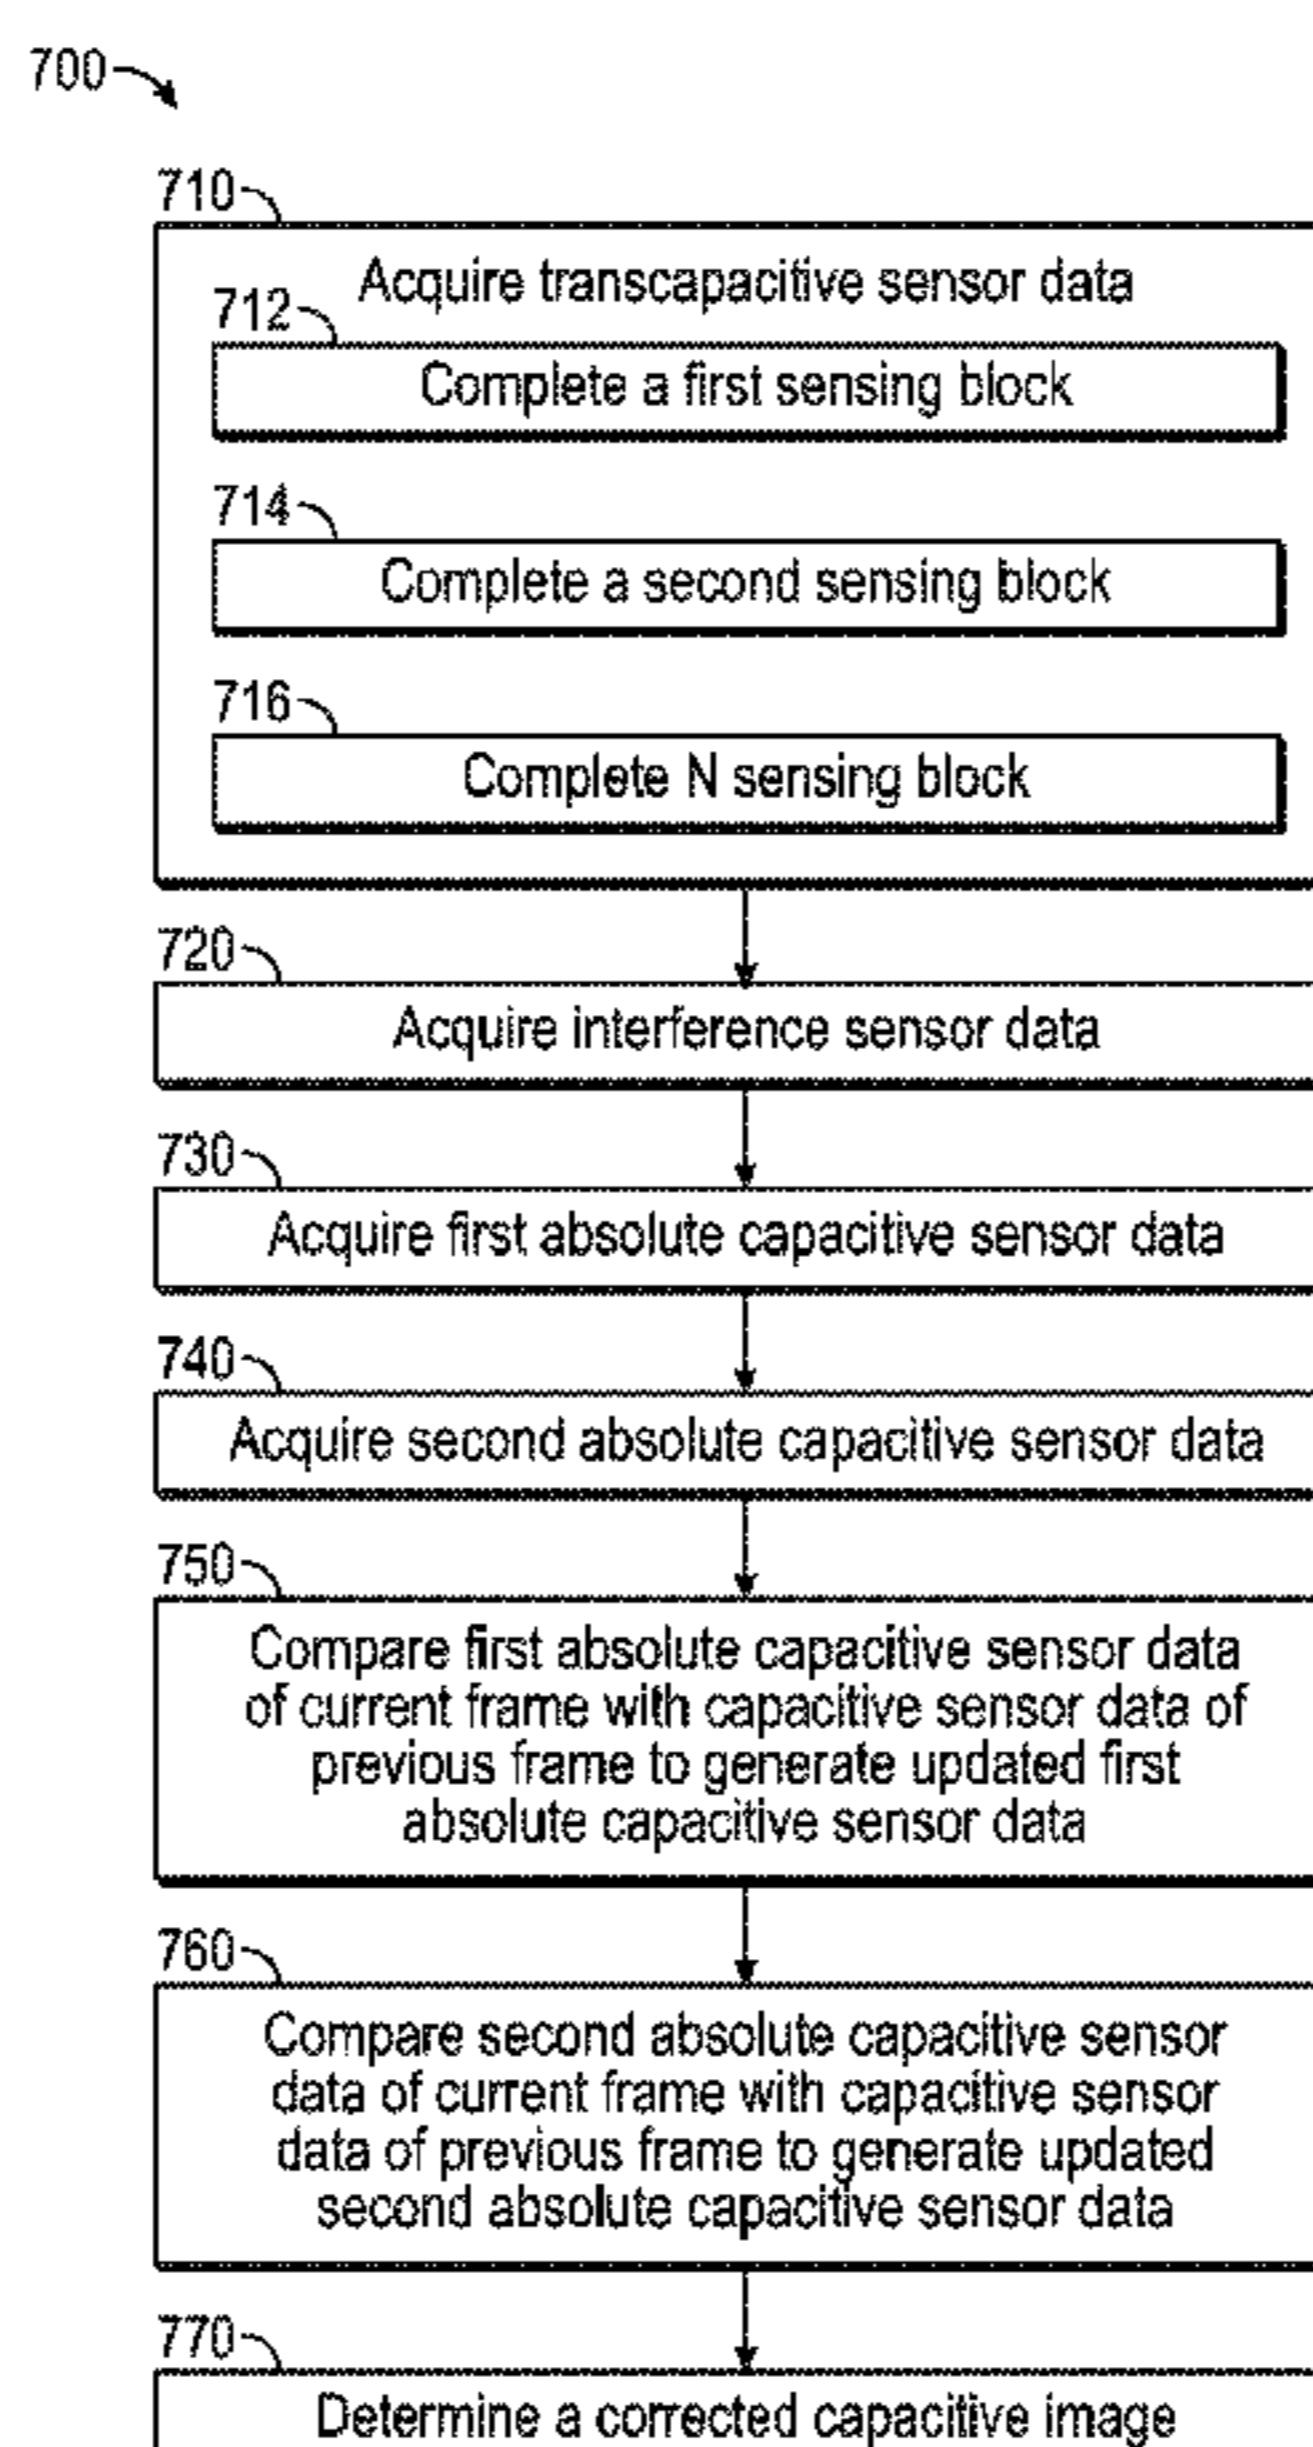 700
710
Acquire transcapacitive sensor data
712
Complete a first sensing block
714
Complete a second sensing block
716
Complete N sensing block
720
Acquire interference sensor data
730
Acquire first absolute capacitive sensor data
740
Acquire second absolute capacitive sensor data
750
Compare first absolute capacitive sensor data
of current frame with capacitive sensor data of
previous frame to generate updated first
absolute capacitive sensor data
760
Compare second absolute capacitive sensor
data of current frame with capacitive sensor
data of previous frame to generate updated
second absolute capacitive sensor data
770
Determine a corrected capacitive image